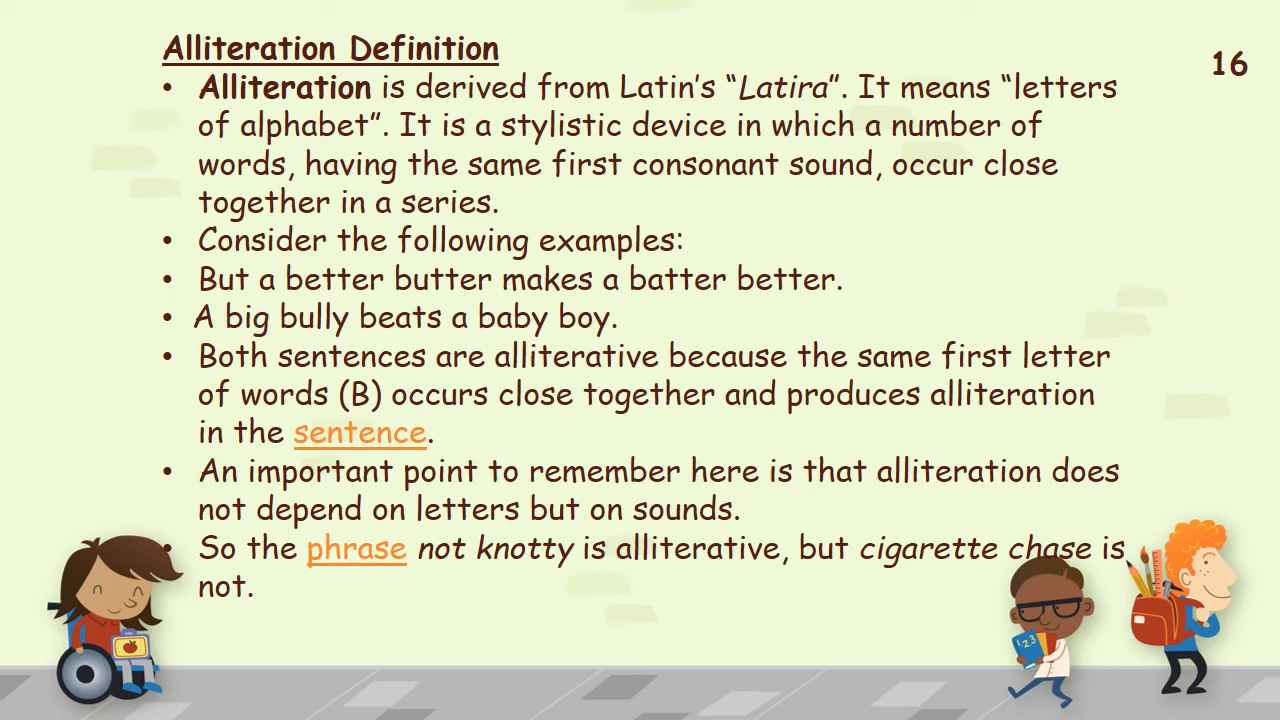 Alliteration Definition
16
• Alliteration is derived from Latin's “Latira”. It means “letters
of alphabet”. It is a stylistic device in which a number of
words, having the same first consonant sound, occur close
together in a series.
• Consider the following examples:
• But a better butter makes a batter better.
• A big bully beats a baby boy.
• Both sentences are alliterative because the same first letter
of words (B) occurs close together and produces alliteration
in the sentence.
• An important point to remember here is that alliteration does
not depend on letters but on sounds.
• So the phrase not knotty is alliterative, but cigarette chase is
not.
123